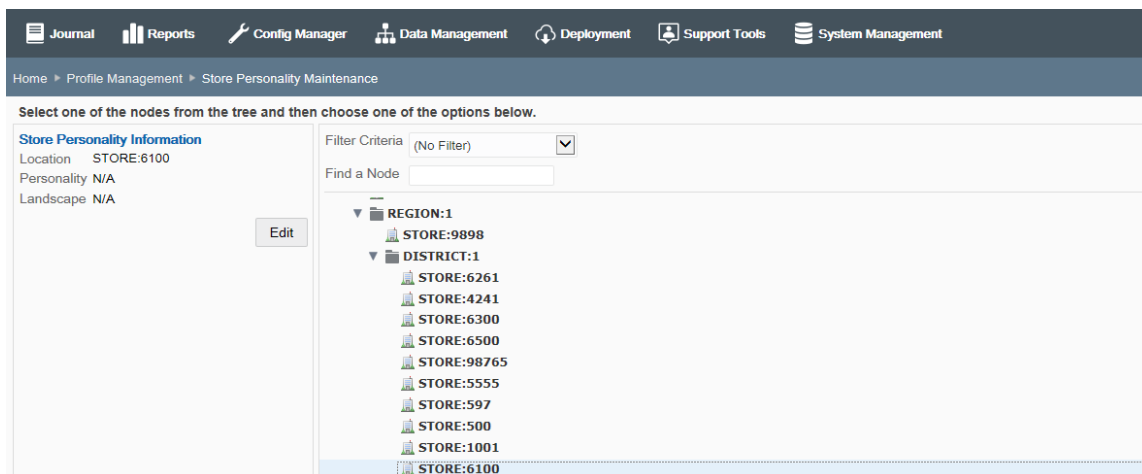 Journal Reports Config Manager Data Management Deployment Support Tools System Management
Home Profile Management Store Personality Maintenance
Select one of the nodes from the tree and then choose one of the options below.
Store Personality Information
Location STORE:6100
Personality N/A
Landscape N/A
Edit
Filter Criteria (No Filter)
Find a Node
REGION:1
STORE:9898
DISTRICT:1
STORE:6261
STORE:4241
STORE:6300
STORE:6500
STORE:98765
STORE:5555
STORE:597
STORE:500
STORE:1001
STORE:6100